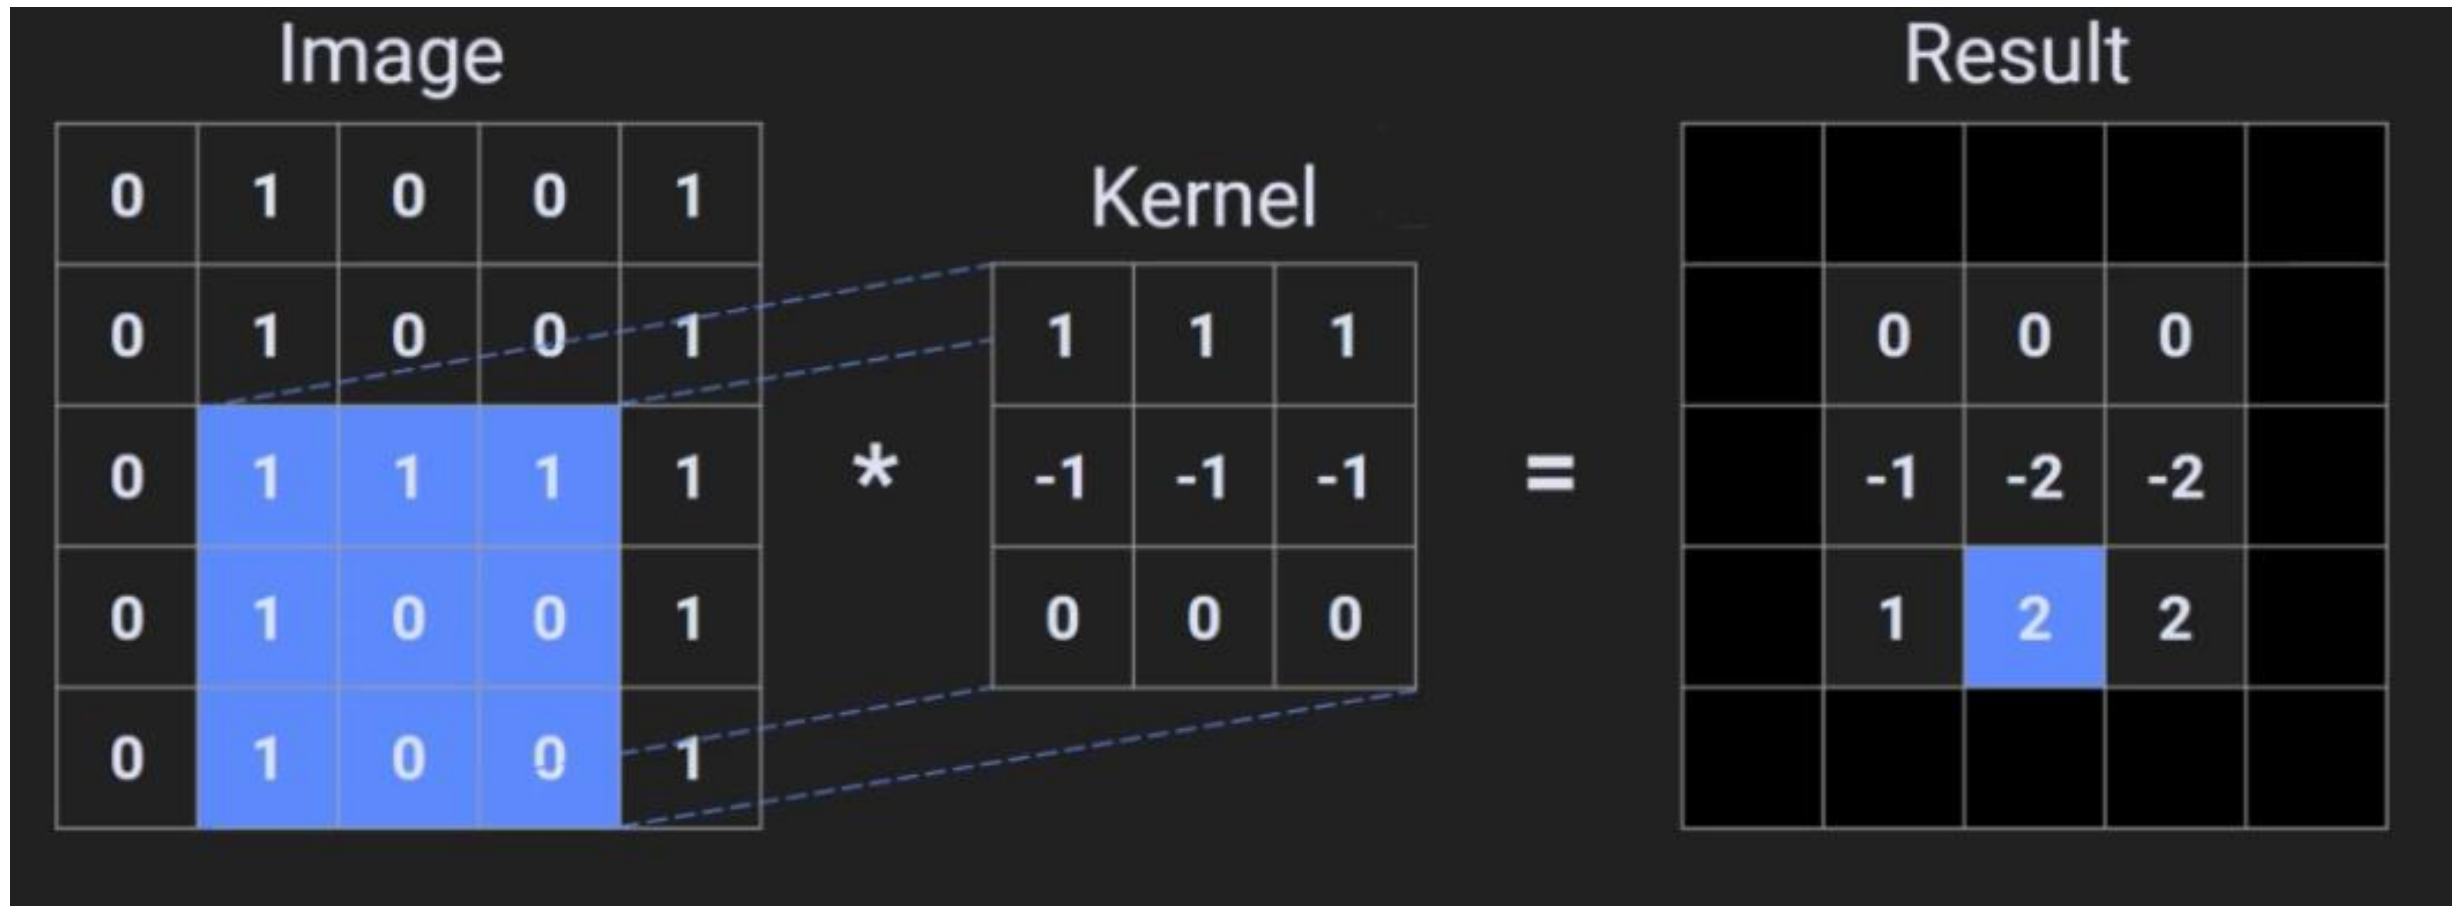 Image
Result
Kernel
0 1 0 0 1
0 1 0 0 1
0 1 1 1 1
0 1 0 0 1
0 1 0 0 1
*
1 1 1
-1 -1 -1
0 0 0
=
0 0 0
-1 -2 -2
1 2 2